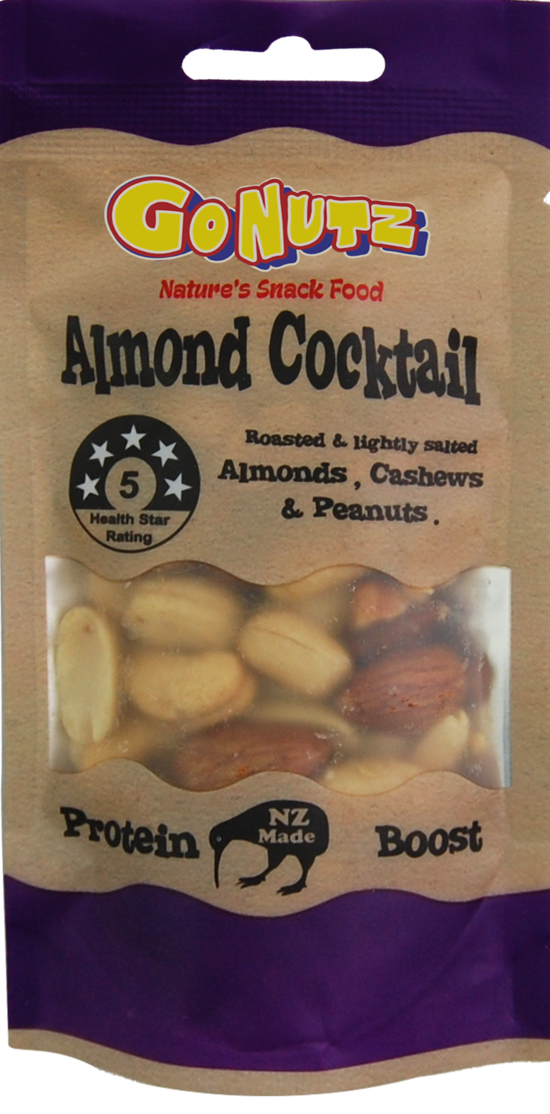 GoNutz
Nature's Snack Food
Almond Cocktail
5
Health Star
Rating
Roasted & lightly salted
Almonds, Cashews
& Peanuts.
NZ
Made
Protein Boost